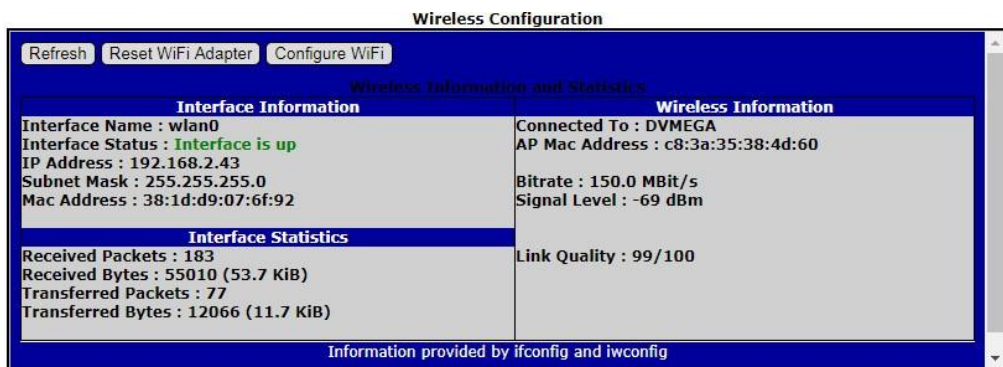 Wireless Configuration
Refresh Reset WiFi Adapter Configure WiFi
Wireless Information and Statistics
Interface Information
Interface Name : wlan0
Interface Status : Interface is up
IP Address : 192.168.2.43
Subnet Mask : 255.255.255.0
Mac Address : 38:1d:d9:07:6f:92
Interface Statistics
Received Packets : 183
Received Bytes : 55010 (53.7 KiB)
Transferred Packets : 77
Transferred Bytes : 12066 (11.7 KiB)
Wireless Information
Connected To : DVMEGA
AP Mac Address : c8:3a:35:38:4d:60
Bitrate : 150.0 MBit/s
Signal Level : -69 dBm
Link Quality : 99/100
Information provided by ifconfig and iwconfig